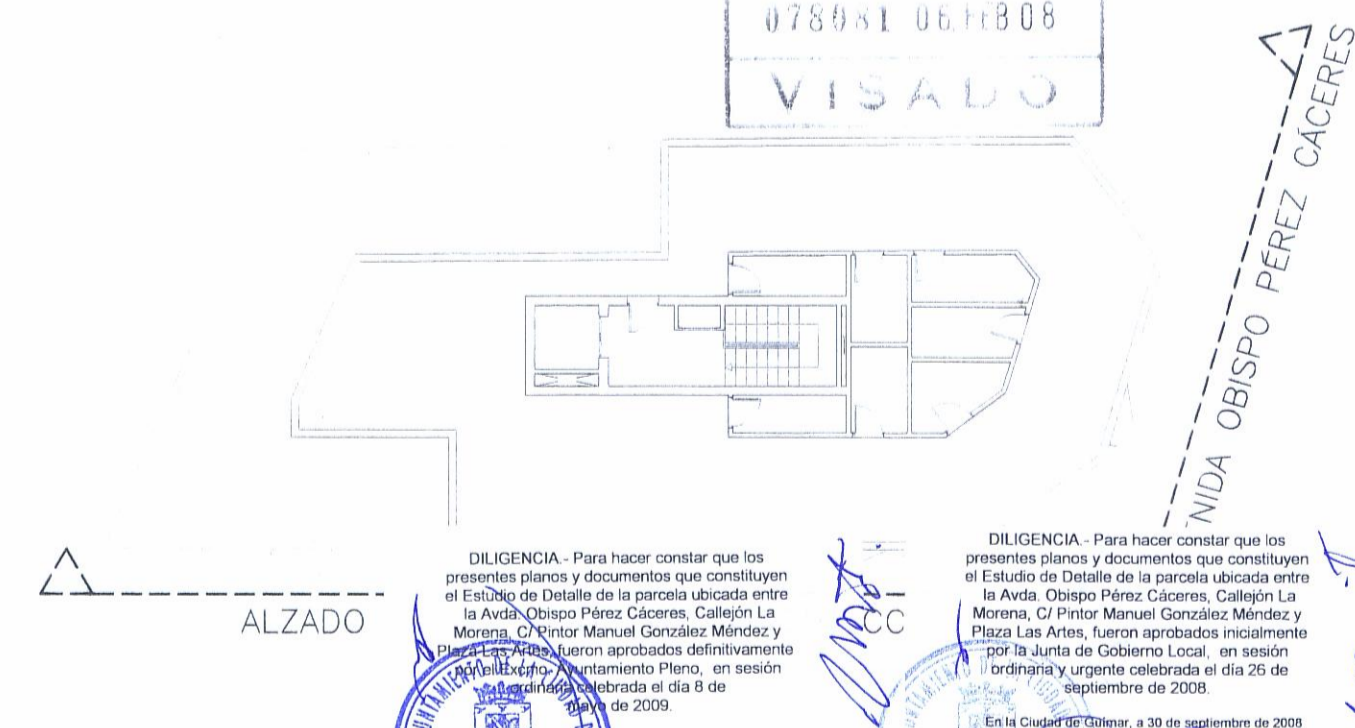 078081 06 FEB 08
VISADO
NIDA OBISPO PÉREZ CÁCERES
ALZADO
CC
DILIGENCIA.- Para hacer constar que los
presentes planos y documentos que constituyen
el Estudio de Detalle de la parcela ubicada entre
la Avda. Obispo Pérez Cáceres, Callejón La
Morena, C/ Pintor Manuel González Méndez y
Plaza Las Artes, fueron aprobados definitivamente
por el Excmo. Ayuntamiento Pleno, en sesión
ordinaria celebrada el día 8 de
mayo de 2009.
DILIGENCIA.- Para hacer constar que los
presentes planos y documentos que constituyen
el Estudio de Detalle de la parcela ubicada entre
la Avda. Obispo Pérez Cáceres, Callejón La
Morena, C/ Pintor Manuel González Méndez y
Plaza Las Artes, fueron aprobados inicialmente
por la Junta de Gobierno Local, en sesión
ordinaria y urgente celebrada el día 26 de
septiembre de 2008.
En la Ciudad de Güímar, a 30 de septiembre de 2008